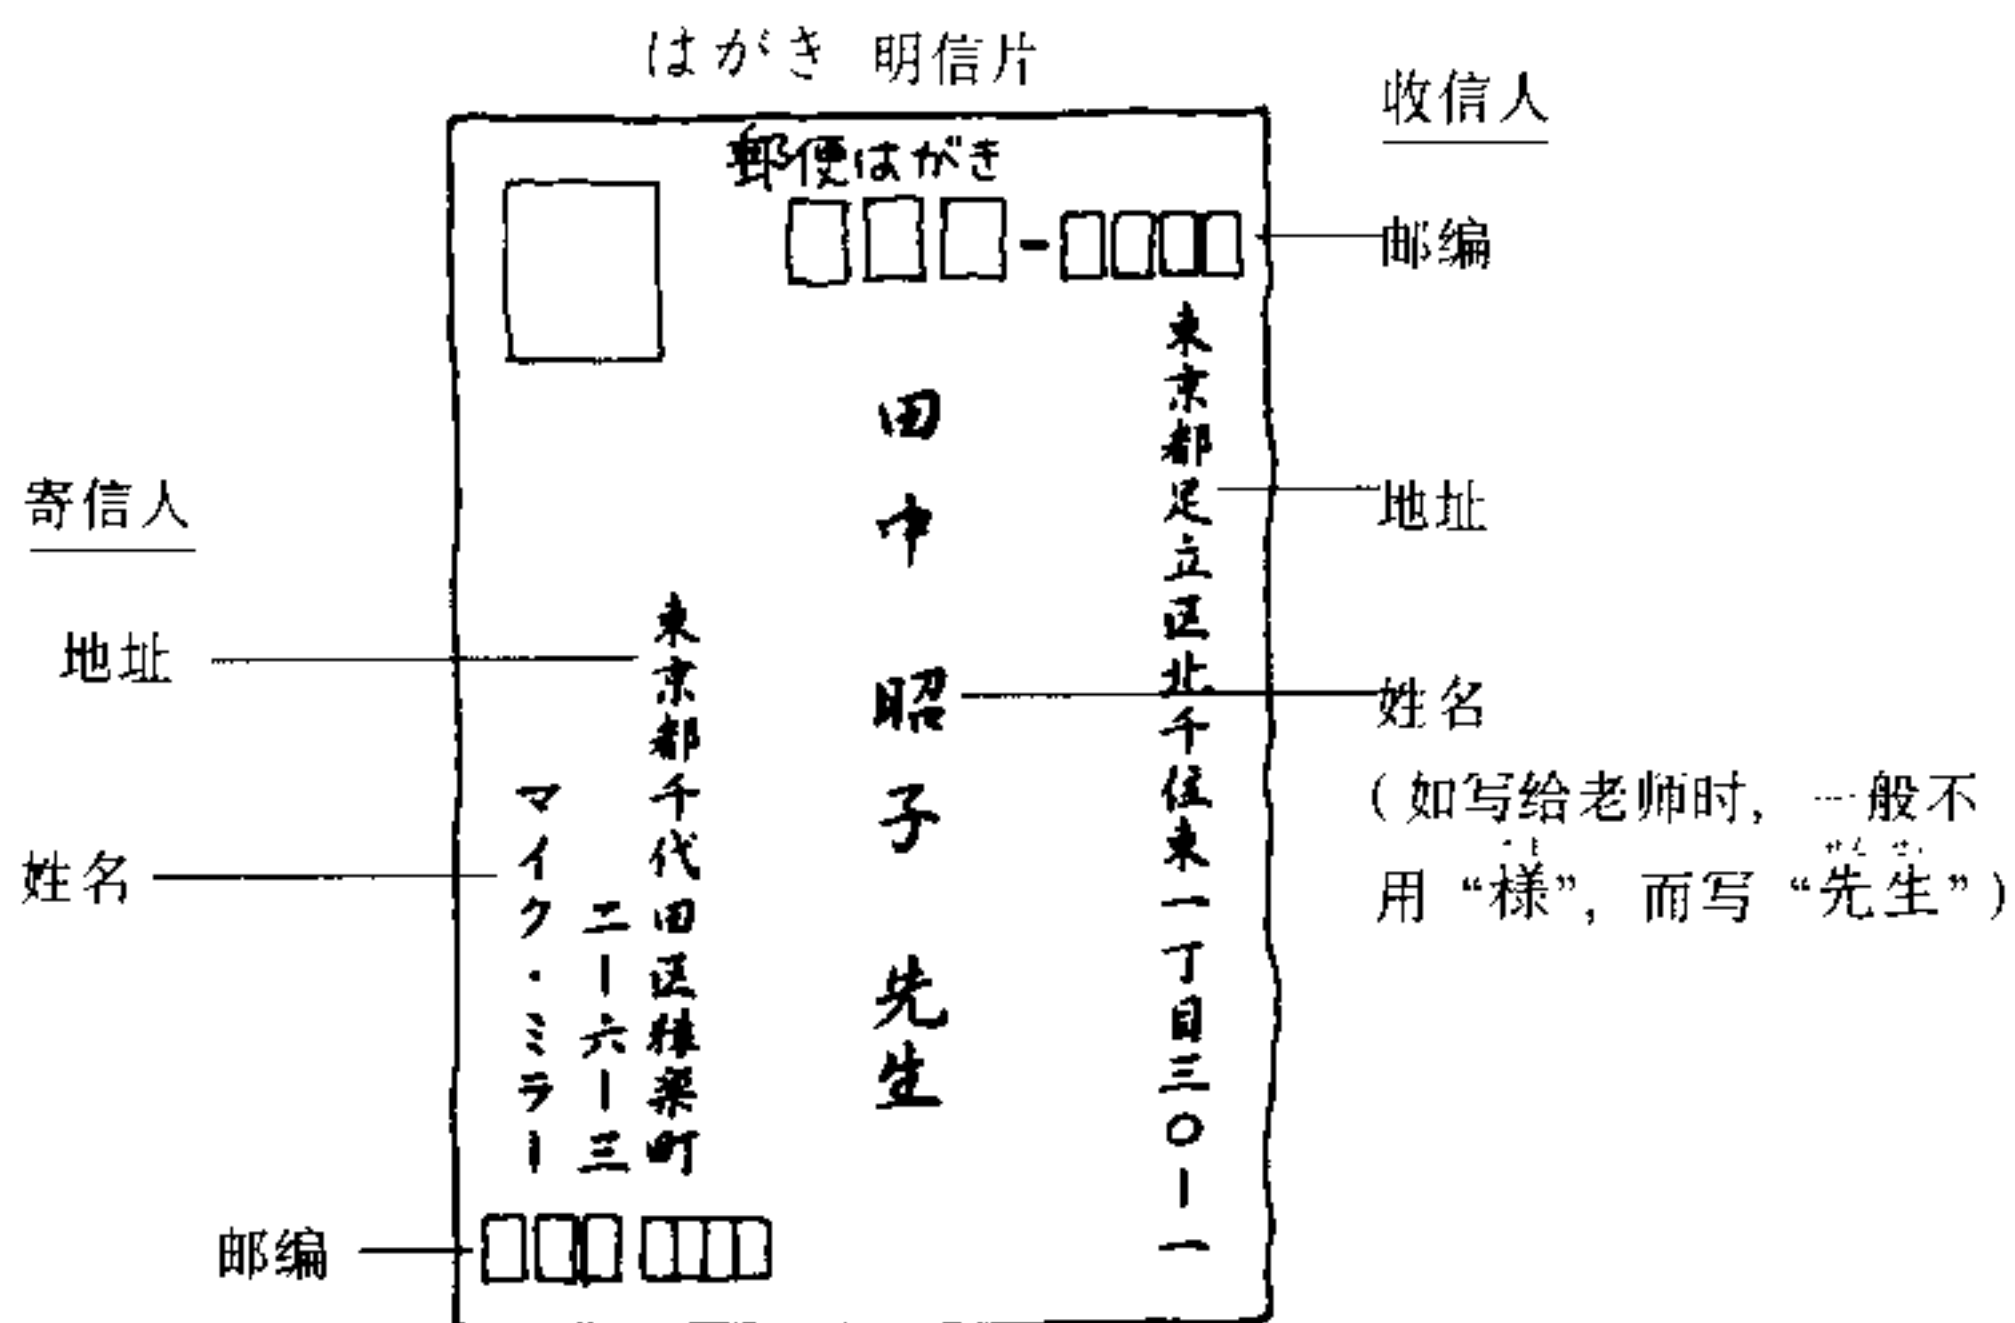 はがき 明信片
收信人
郵便はがき
邮编
東京都足立区北千住東一丁目三〇ー一
地址
田中昭子 先生
姓名
(如写给老师时, 一般不
用“様”, 而写“先生”)
寄信人
地址
東京都千代田区猿楽町
二ー六ー三
マイク・ミラー
姓名
邮编